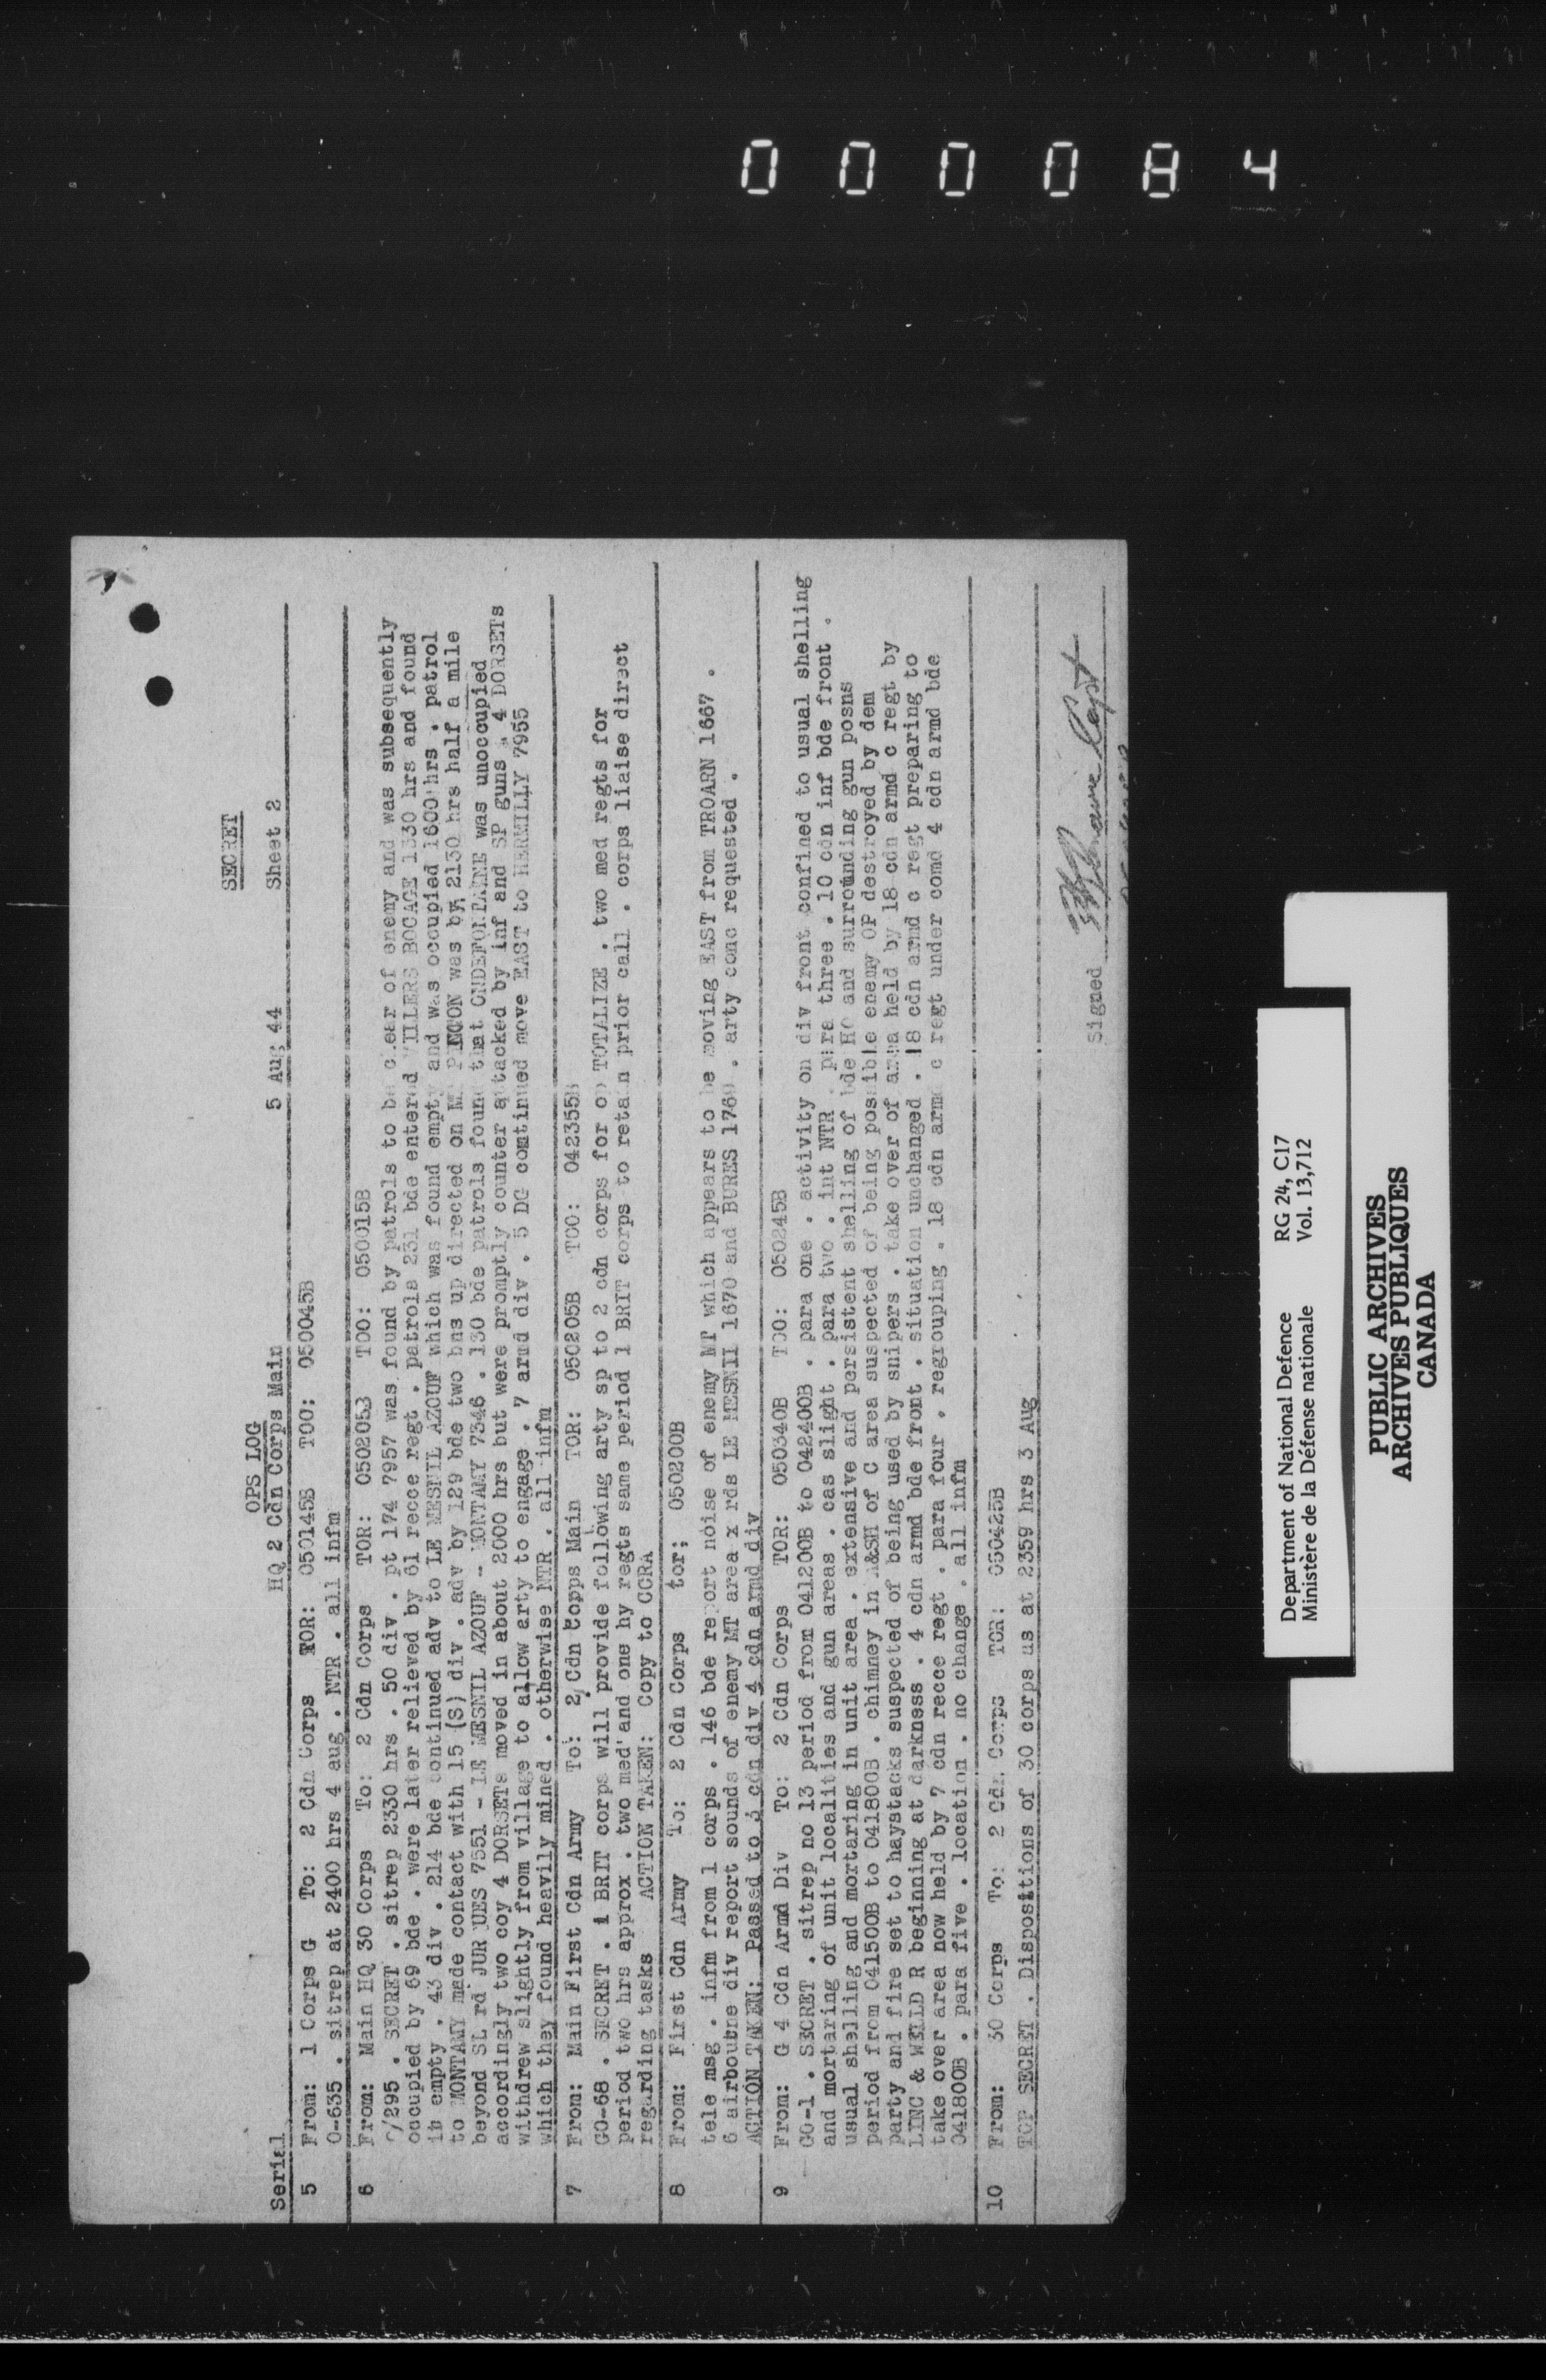 0 0 0 0 8 4
SECRET
OPS LOG
HQ 2 Cdn Corps Main 5 Aug 44 Sheet 2
Serial
5 From: 1 Corps G To: 2 Cdn Corps TOR: 050145B TOO: 050045B
O-635 . sitrep at 2400 hrs 4 aug . NTR . all infm
6 From: Main HQ 30 Corps To: 2 Cdn Corps TOR: 050205B TOO: 050015B
O/295 . SECRET . sitrep 2330 hrs . 50 div . pt 174 7957 was found by patrols to be clear of enemy and was subsequently
occupied by 69 bde . were later relieved by 61 recce regt . patrols 231 bde entered VILLERS BOCAGE 1330 hrs and found
it empty . 43 div . 214 bde continued adv to LE MESNIL AZOUF which was found empty and was occupied 1600 hrs . patrol
to MONTAMY made contact with 15 (S) div . adv by 129 bde two bns up directed on Mt PINCON was by 2130 hrs half a mile
beyond SL rd JURQUES 7551 - LE MESNIL AZOUF - MONTAMY 7346 . 130 bde patrols found that ONDEFONTAINE was unoccupied
accordingly two coy 4 DORSETs moved in about 2000 hrs but were promptly counter attacked by inf and SP guns . 4 DORSETs
withdrew slightly from village to allow arty to engage . 7 armd div . 5 DG continued move EAST to HERMILLY 7955
which they found heavily mined . otherwise NTR . all infm
7 From: Main First Cdn Army To: 2 Cdn Copps Main TOR: 050205B TOO: 042355B
GO-68 . SECRET . 1 BRIT corps will provide following arty sp to 2 cdn corps for op TOTALIZE . two med regts for
period two hrs approx . two med and one hy regts same period 1 BRIT corps to retain prior call . corps liaise direct
regarding tasks ACTION TAKEN: Copy to CCRA
8 From: First Cdn Army To: 2 Cdn Corps tor; 050200B
tele msg . infm from 1 corps . 146 bde report noise of enemy MT which appears to be moving EAST from TROARN 1667 .
6 airboutne div report sounds of enemy MT area x rds LE MESNIL 1670 and BURES 1769 . arty conc requested .
ACTION TAKEN: Passed to 3 cdn div 4 cdn armd div
9 From: G 4 Cdn Armd Div To: 2 Cdn Corps TOR: 050340B TOO: 050245B
GO-1 . SECRET . sitrep no 13 period from 041200B to 042400B . para one . activity on div front confined to usual shelling
and mortaring of unit localities and gun areas . cas slight . para two . int NTR . para three . 10 cdn inf bde front .
usual shelling and mortaring in unit area . extensive and persistent shelling of bde HQ and surrounding gun posns
period from 041500B to 041800B . chimney in A&SH of C area suspected of being possible enemy OP destroyed by dem
party and fire set to haystacks suspected of being used by snipers . take over of area held by 18 cdn armd c regt by
LINC & WELLD R beginning at darkness . 4 cdn armd bde front . situation unchanged . 18 cdn armd c regt preparing to
take over area now held by 7 cdn recce regt . para four . regrouping . 18 cdn armd c regt under comd 4 cdn armd bde
041800B . para five . location . no change . all infm
10 From: 30 Corps To: 2 Cdn Corps TOR: 050425B
TOP SECRET . Dispositions of 30 corps as at 2359 hrs 3 Aug
Signed Capt
Department of National Defence RG 24, C17
Ministère de la Défense nationale Vol. 13,712
PUBLIC ARCHIVES
ARCHIVES PUBLIQUES
CANADA